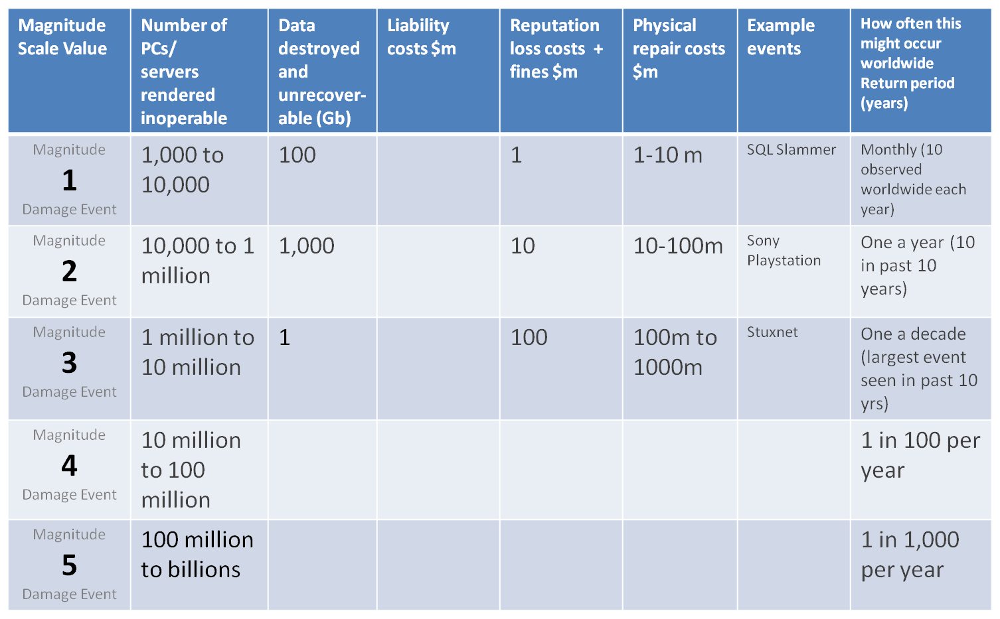 Magnitude
Scale Value
Number of
PCs/
servers
rendered
inoperable
Data
destroyed
and
unrecover-
able (Gb)
Liability
costs $m
Reputation
loss costs +
fines $m
Physical
repair costs
$m
Example
events
How often this
might occur
worldwide
Return period
(years)
Magnitude
1
Damage Event
1,000 to
10,000
100
1
1-10 m
SQL Slammer
Monthly (10
observed
worldwide each
year)
Magnitude
2
Damage Event
10,000 to 1
million
1,000
10
10-100m
Sony
Playstation
One a year (10
in past 10
years)
Magnitude
3
Damage Event
1 million to
10 million
1
100
100m to
1000m
Stuxnet
One a decade
(largest event
seen in past 10
yrs)
Magnitude
4
Damage Event
10 million
to 100
million
1 in 100 per
year
Magnitude
5
Damage Event
100 million
to billions
1 in 1,000
per year